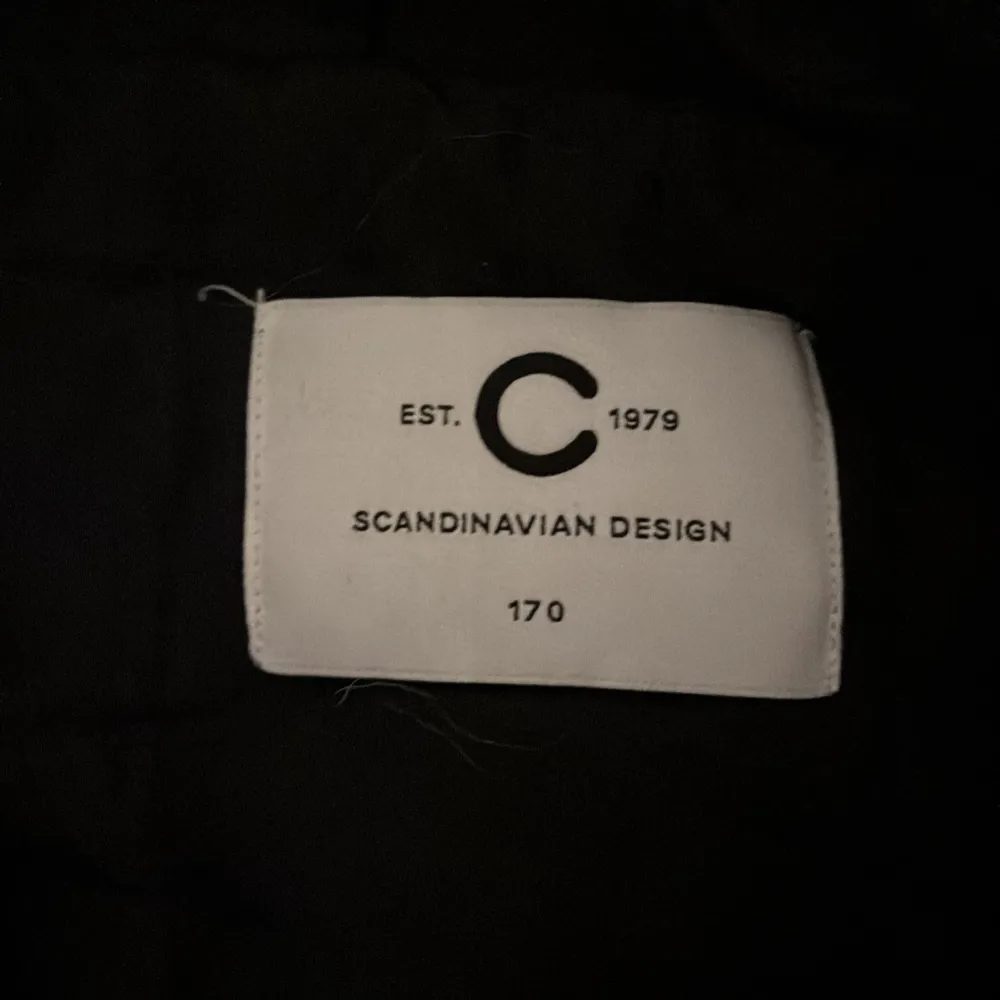 EST. C 1979
SCANDINAVIAN DESIGN
170